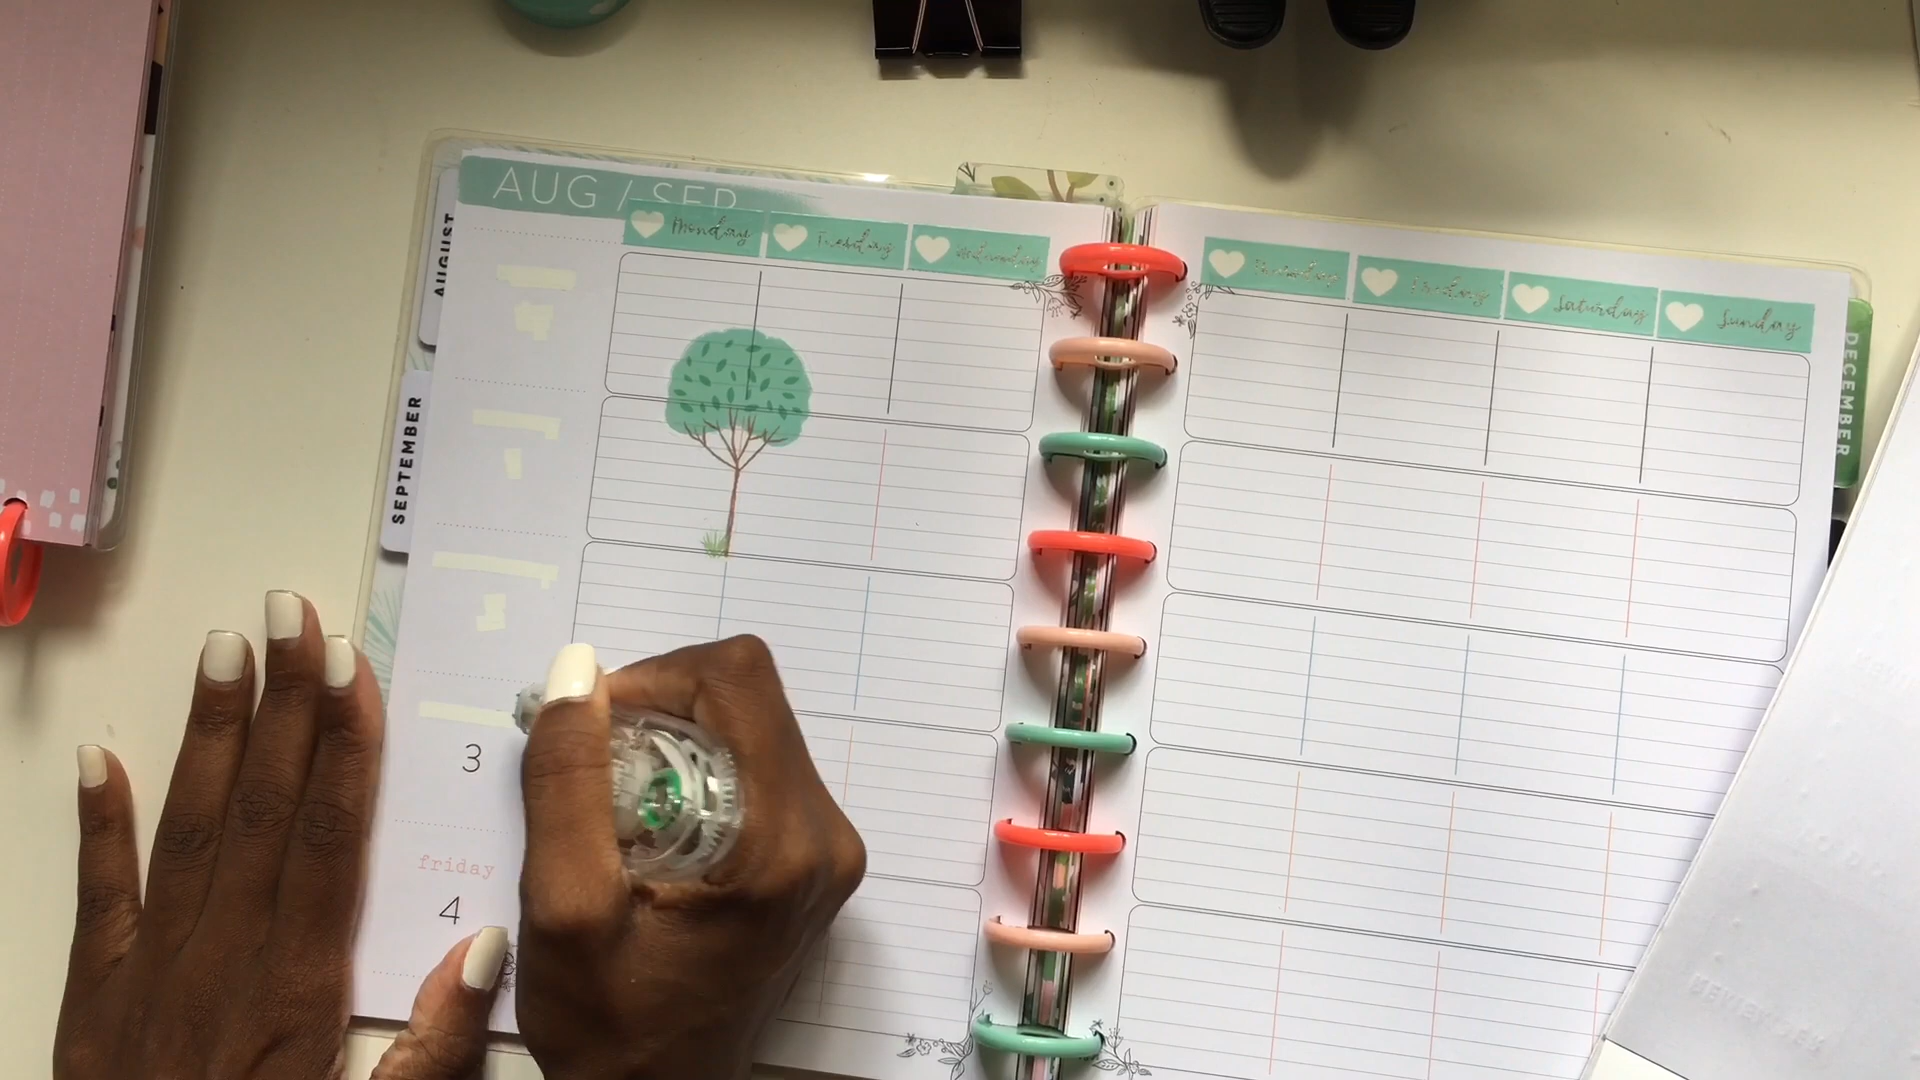 AUG / SEP
Monday
Tuesday
Wednesday
Thursday
Friday
Saturday
Sunday
AUGUST
SEPTEMBER
DECEMBER
3
friday
4